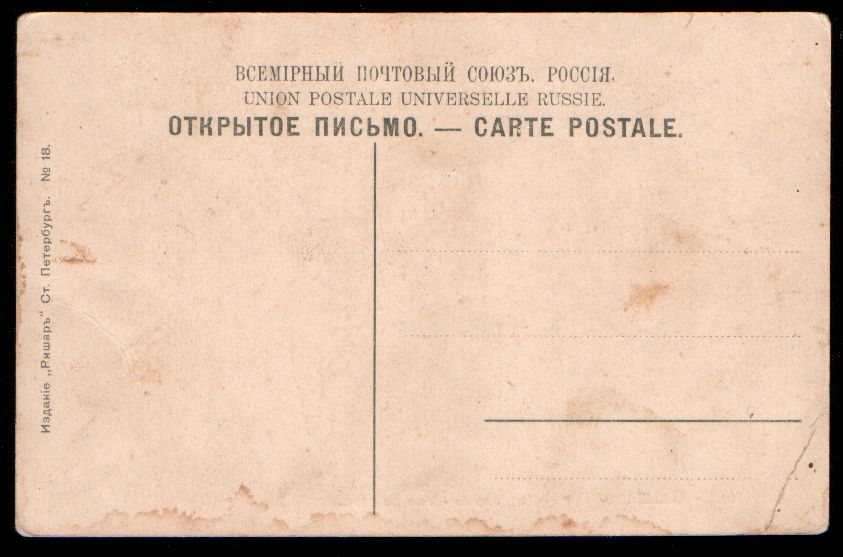 ВСЕМІРНЫЙ ПОЧТОВЫЙ СОЮЗЪ. РОССІЯ.
UNION POSTALE UNIVERSELLE RUSSIE.
ОТКРЫТОЕ ПИСЬМО. — CARTE POSTALE.
Изданіе „Ришаръ“ Ст. Петербургъ. № 18.